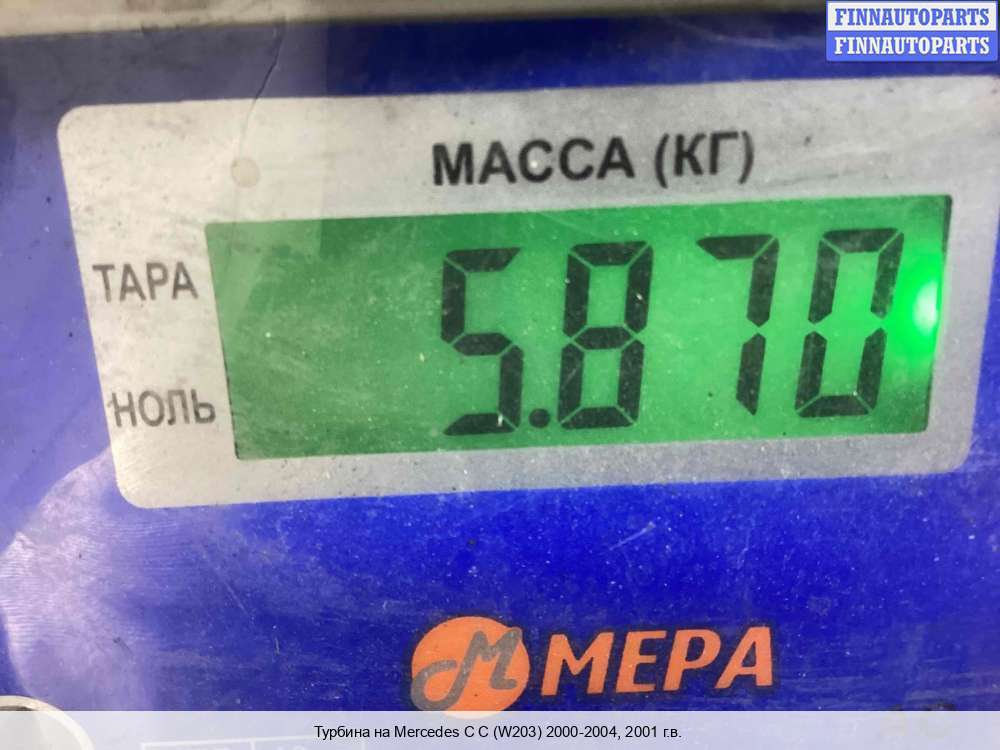 FINNAUTOPARTS
FINNAUTOPARTS
МАССА (КГ)
ТАРА
5.870
НОЛЬ
М МЕРА
Турбина на Mercedes C C (W203) 2000-2004, 2001 г.в.